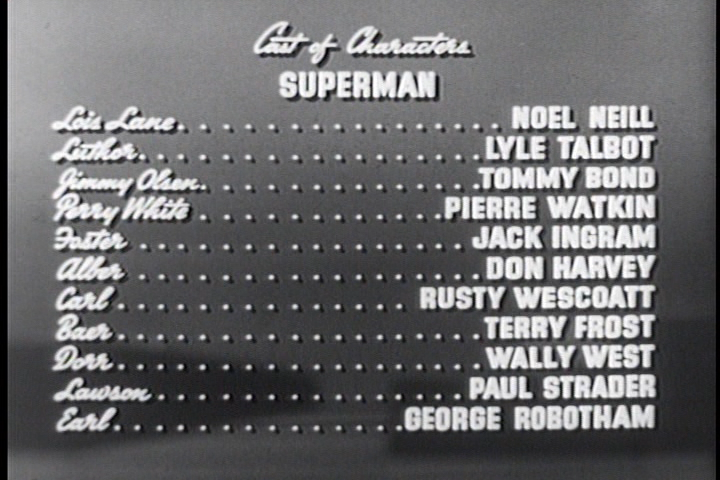 Cast of Characters
SUPERMAN
Lois Lane. . . . . . . . . . . . . . . . . NOEL NEILL
Luthor. . . . . . . . . . . . . . . . . LYLE TALBOT
Jimmy Olsen. . . . . . . . . . . . . . TOMMY BOND
Perry White . . . . . . . . . . . . PIERRE WATKIN
Foster . . . . . . . . . . . . . . . . JACK INGRAM
Alber . . . . . . . . . . . . . . . . . DON HARVEY
Carl . . . . . . . . . . . . . . RUSTY WESCOATT
Baer . . . . . . . . . . . . . . . . . TERRY FROST
Dorr . . . . . . . . . . . . . . . . . WALLY WEST
Lawson . . . . . . . . . . . . . . PAUL STRADER
Earl . . . . . . . . . . . . . GEORGE ROBOTHAM